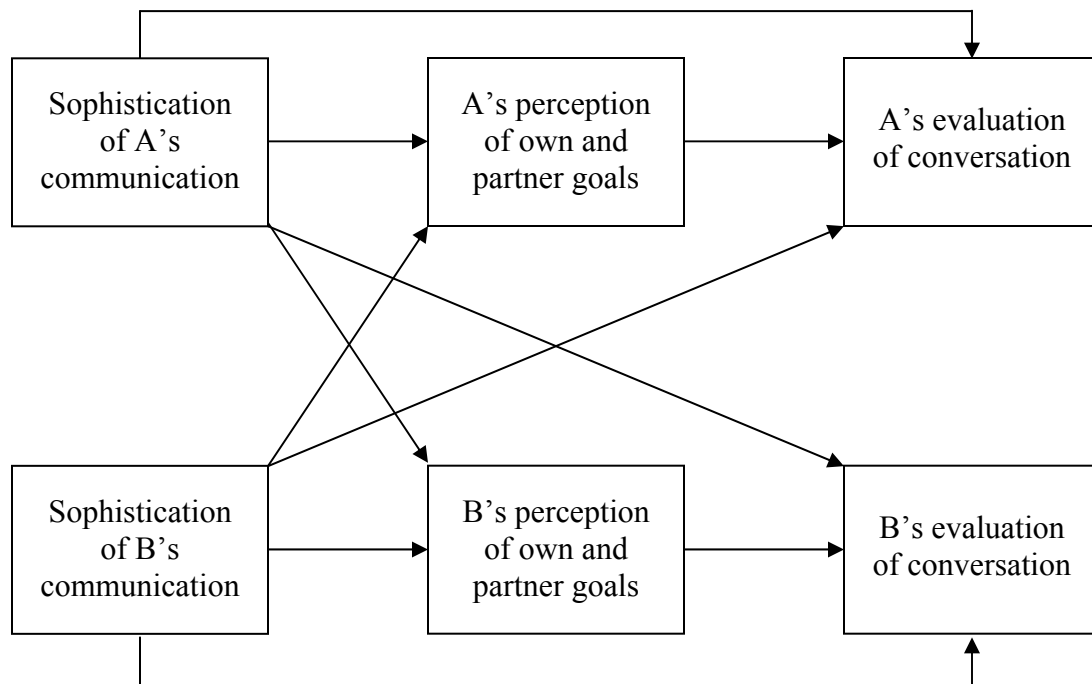 Sophistication
of A’s
communication
A’s perception
of own and
partner goals
A’s evaluation
of conversation
Sophistication
of B’s
communication
B’s perception
of own and
partner goals
B’s evaluation
of conversation